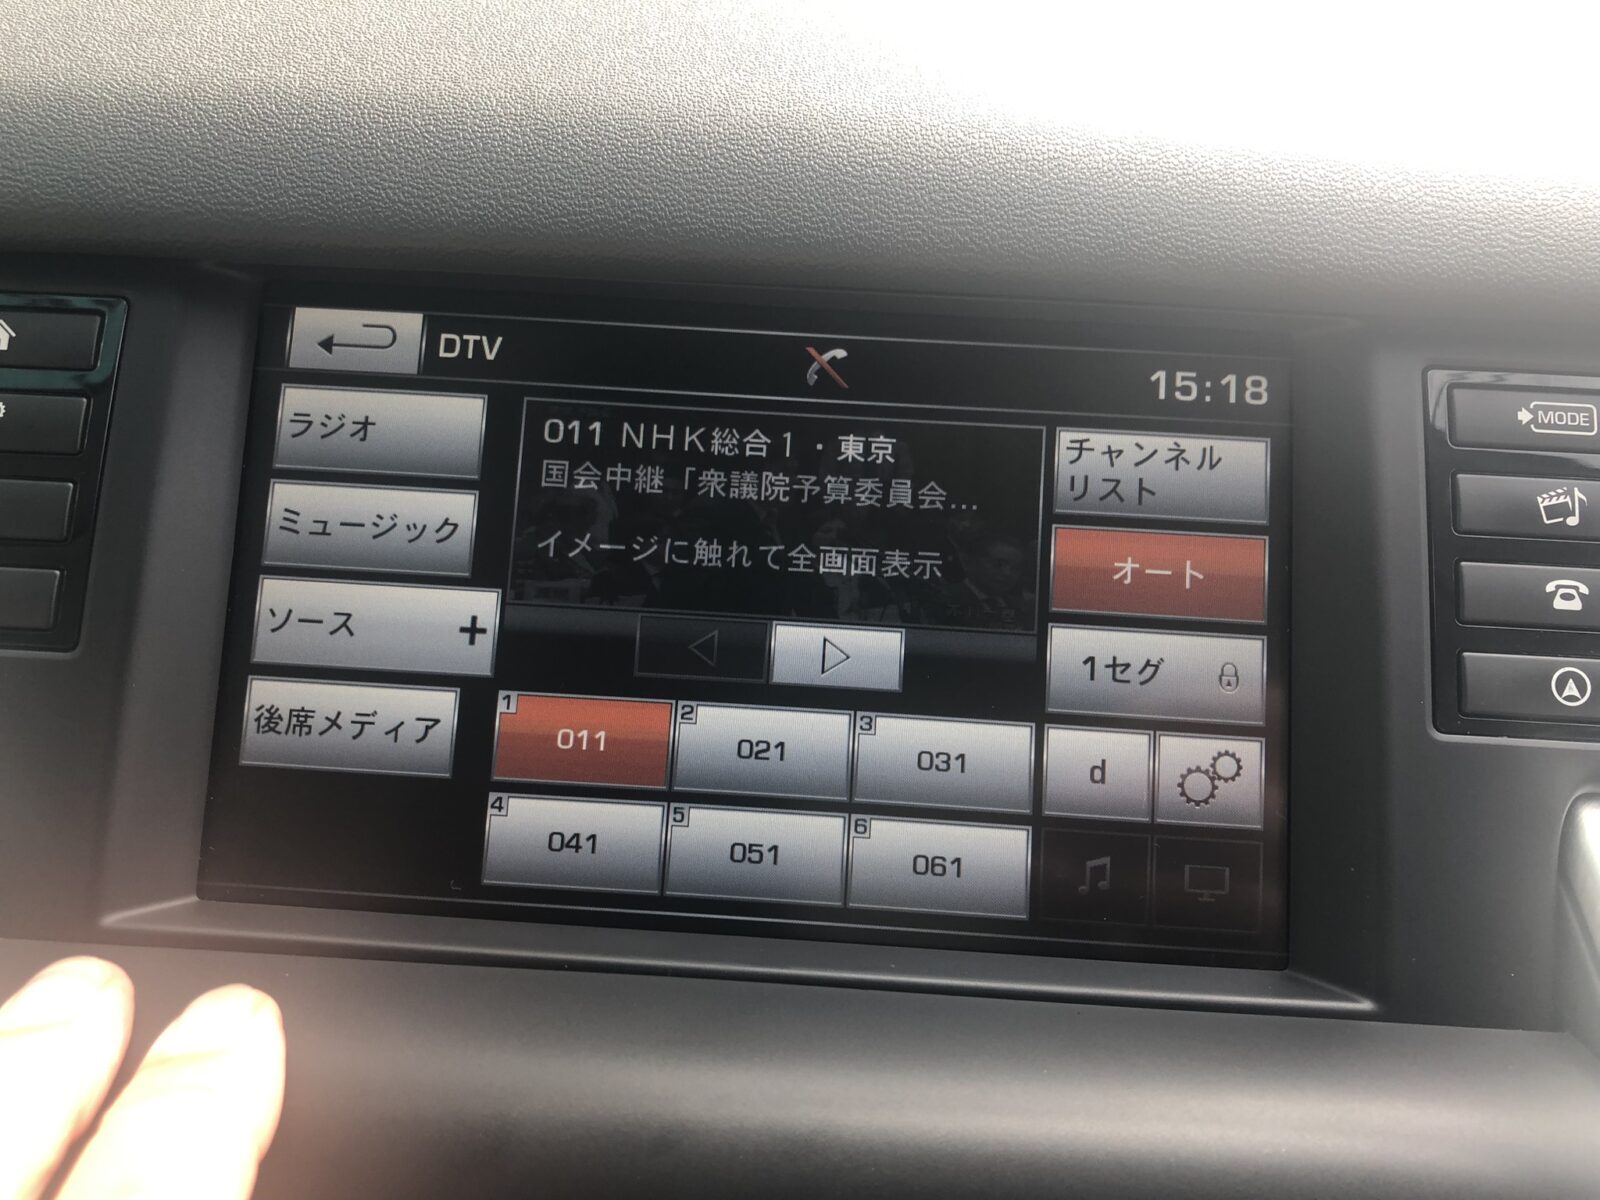 DTV
15:18
ラジオ
ミュージック
ソース +
後席メディア
011 NHK総合1・東京
国会中継「衆議院予算委員会...
イメージに触れて全画面表示
チャンネル
リスト
オート
1セグ
d
1 011
2 021
3 031
4 041
5 051
6 061
MODE